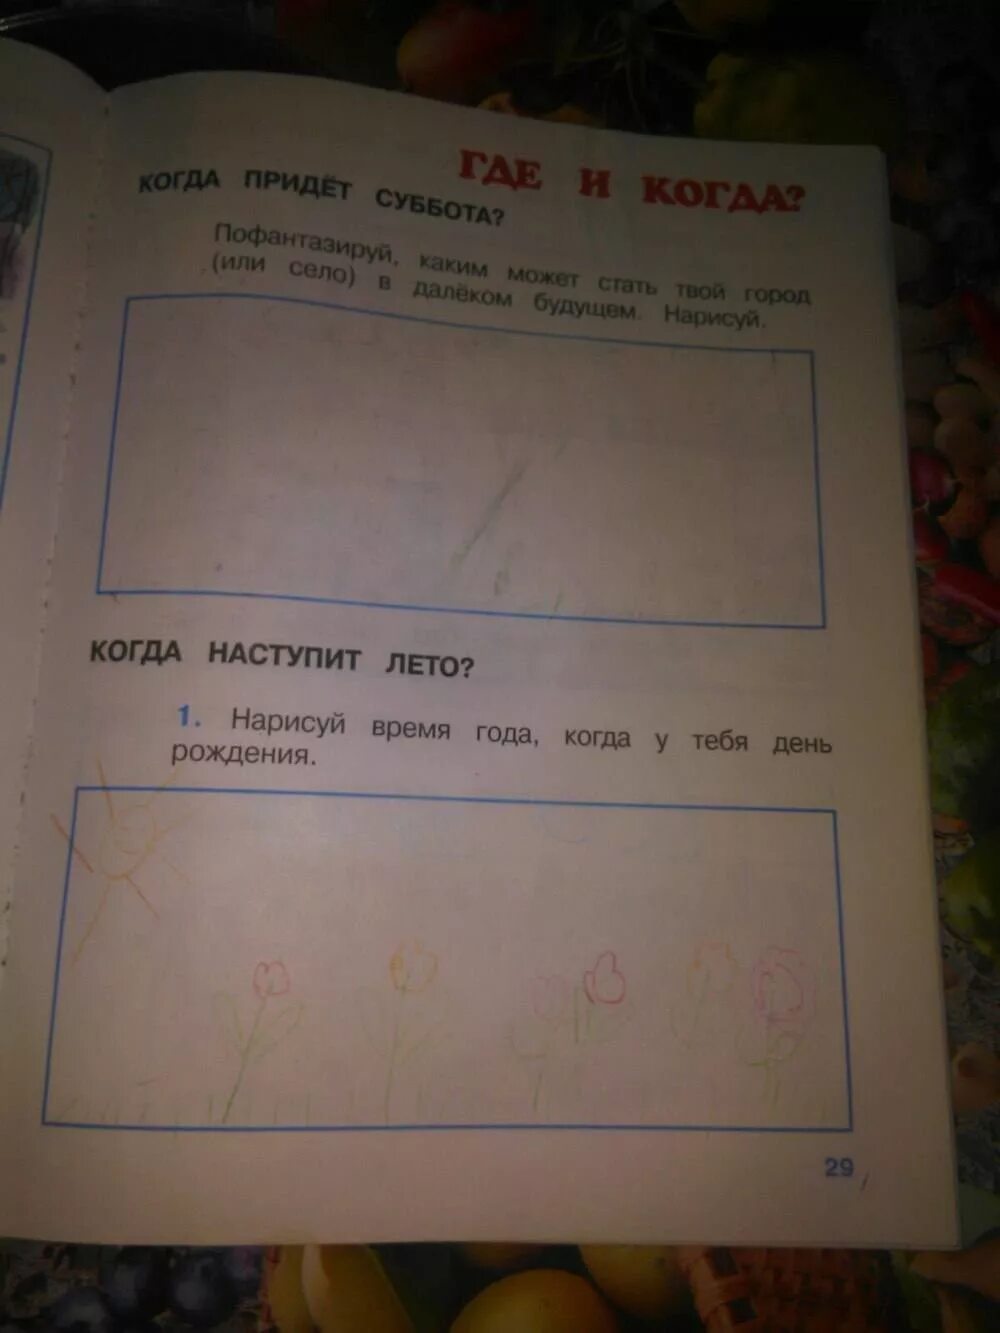 ГДЕ И КОГДА?
КОГДА ПРИДЁТ СУББОТА?
Пофантазируй, каким может стать твой город
(или село) в далёком будущем. Нарисуй.
КОГДА НАСТУПИТ ЛЕТО?
1. Нарисуй время года, когда у тебя день
рождения.
29